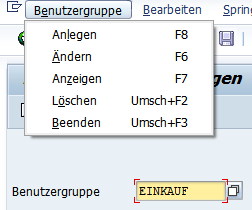 Benutzergruppe Bearbeiten Sprin
Anlegen F8
Ändern F6
Anzeigen F7
Löschen Umsch+F2
Beenden Umsch+F3
gen
Benutzergruppe EINKAUF